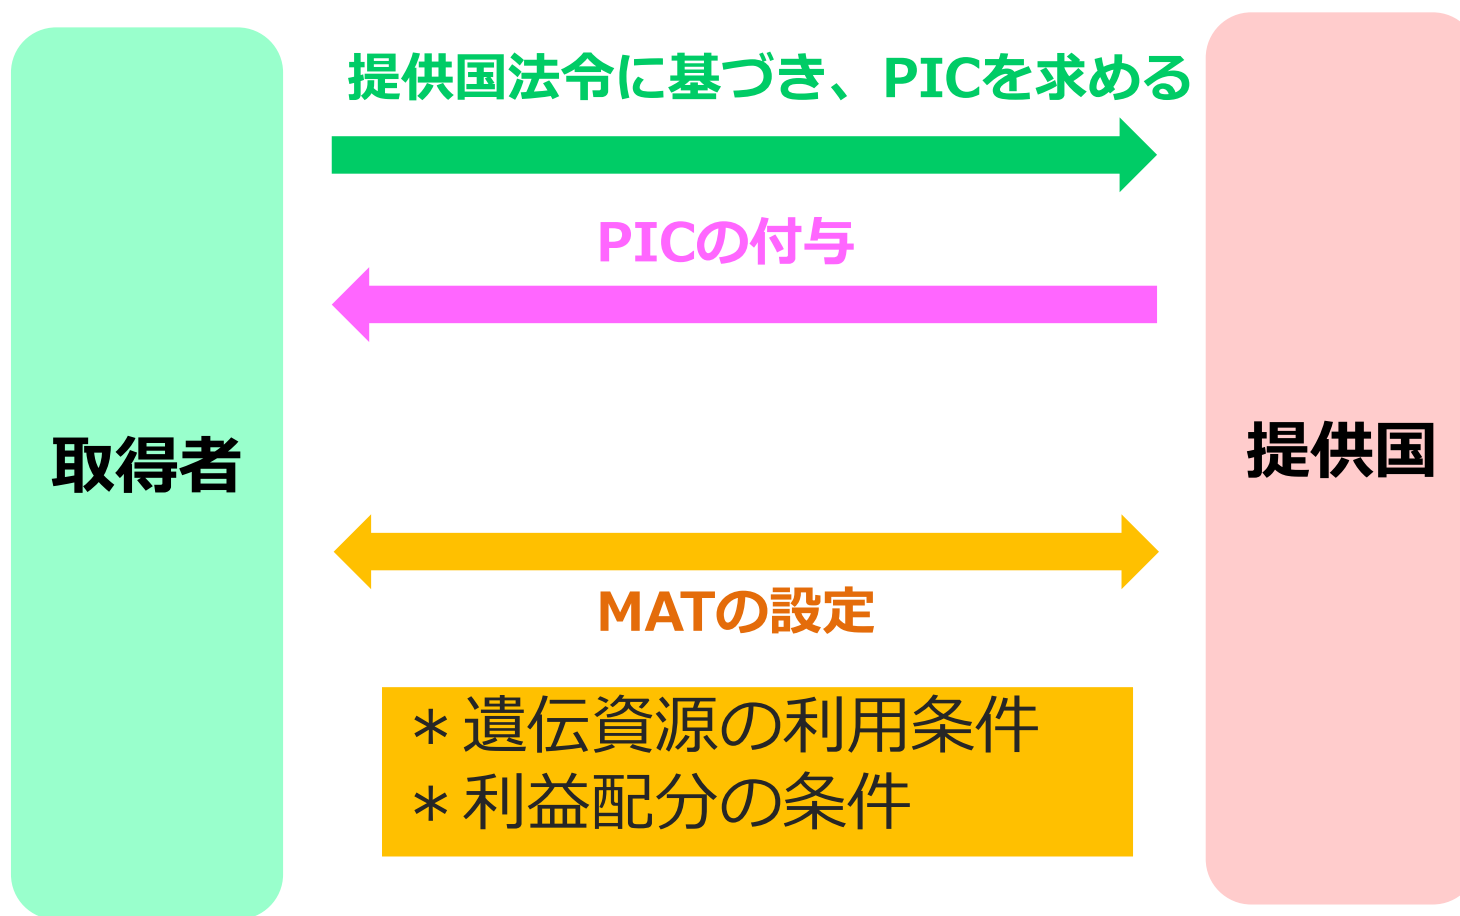 提供国法令に基づき、PICを求める
PICの付与
取得者
提供国
MATの設定
＊遺伝資源の利用条件
＊利益配分の条件